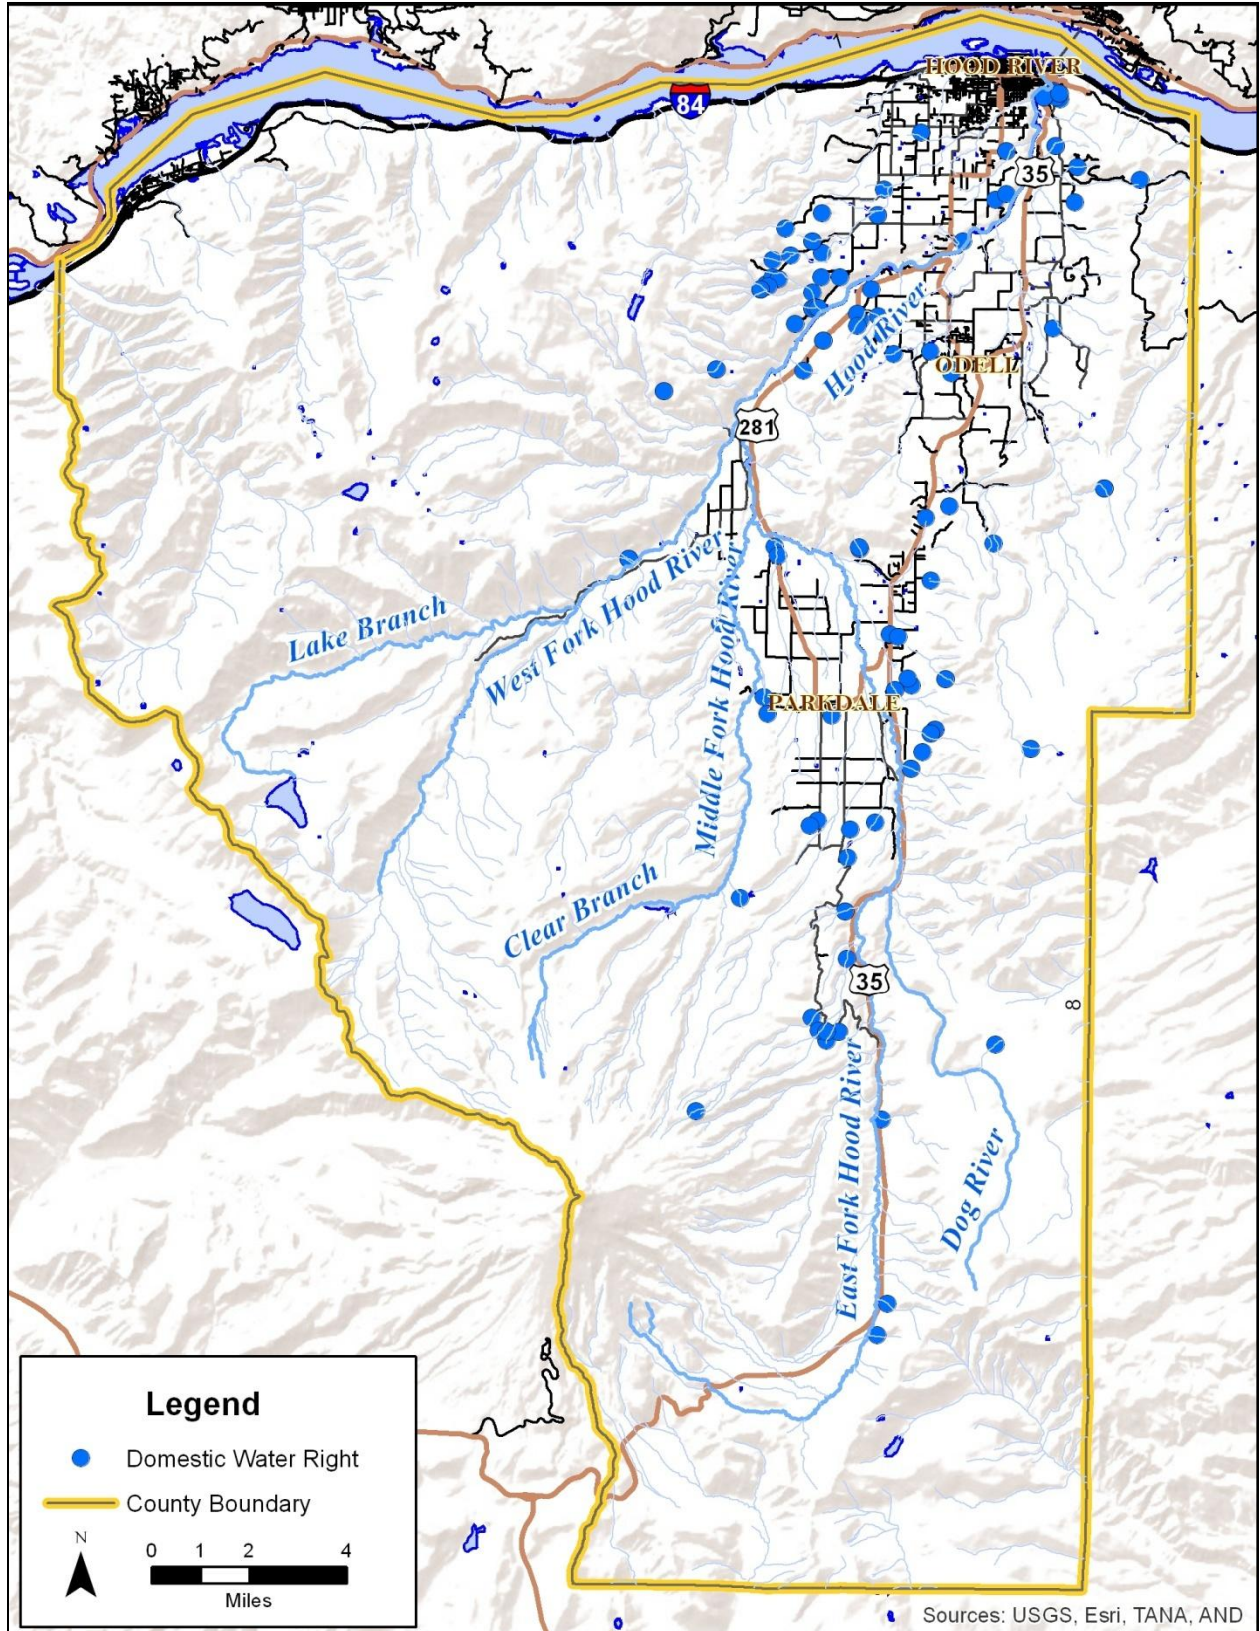 HOOD RIVER
84
35
Hood River
ODELL
281
West Fork Hood River
Lake Branch
Middle Fork Hood River
PARKDALE
Clear Branch
35
8
East Fork Hood River
Dog River
Legend
Domestic Water Right
County Boundary
N
0 1 2 4
Miles
Sources: USGS, Esri, TANA, AND